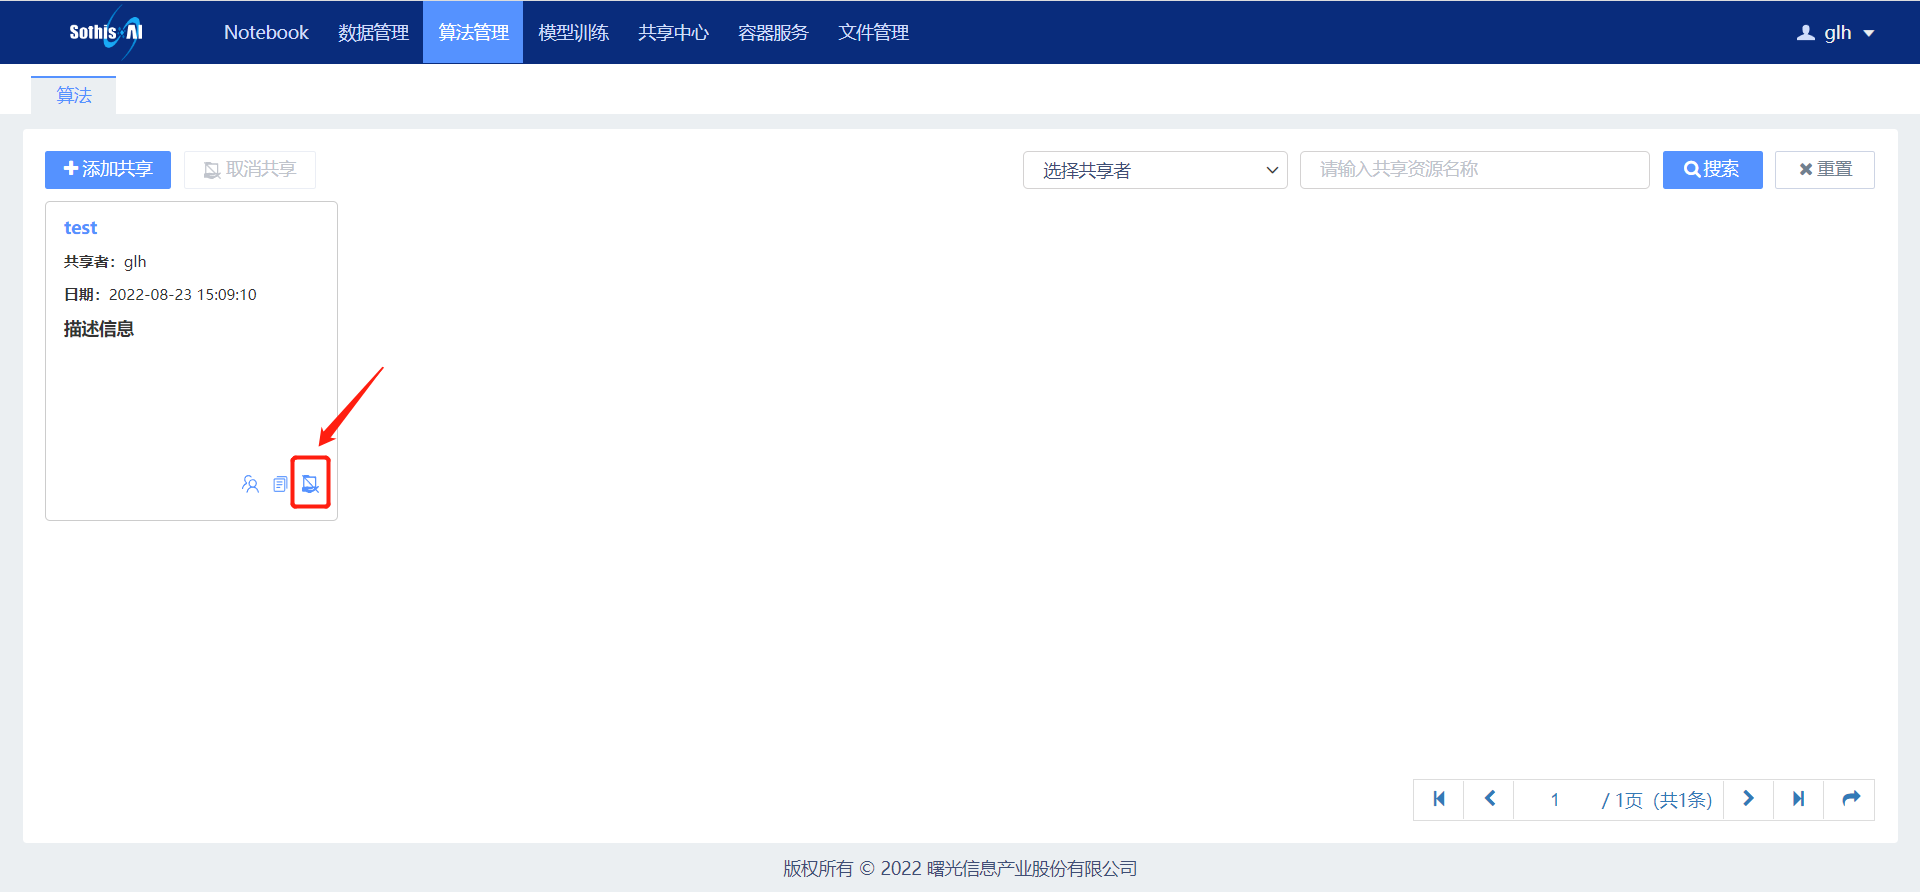 SothisAI Notebook 数据管理 算法管理 模型训练 共享中心 容器服务 文件管理 glh
算法
添加共享 取消共享 选择共享者 请输入共享资源名称 搜索 重置
test
共享者：glh
日期：2022-08-23 15:09:10
描述信息
1 / 1页 (共1条)
版权所有 © 2022 曙光信息产业股份有限公司